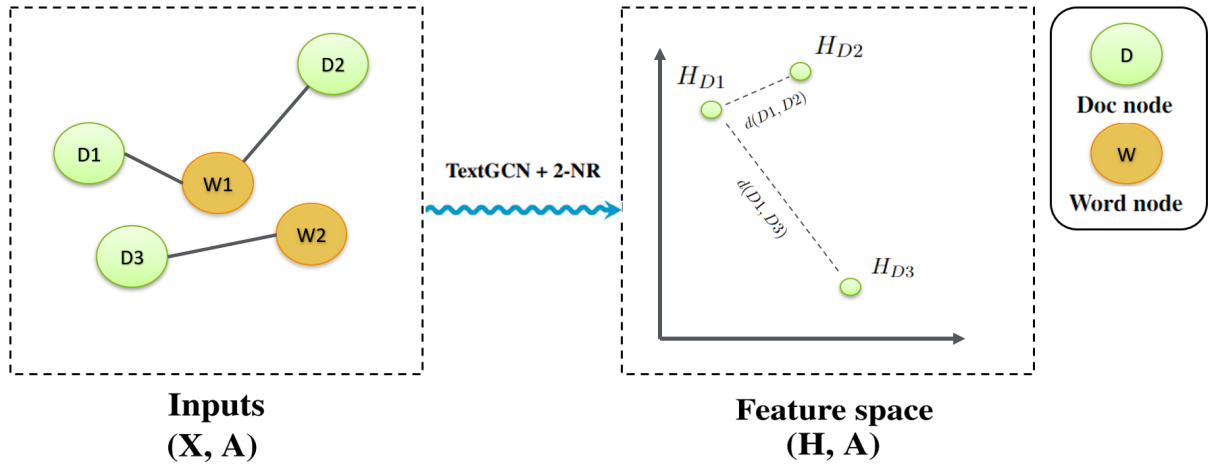 D1
D2
W1
D3
W2
Inputs
(X, A)
TextGCN + 2-NR
H_{D1}
H_{D2}
d(D1, D2)
d(D1, D3)
H_{D3}
Feature space
(H, A)
D
Doc node
W
Word node